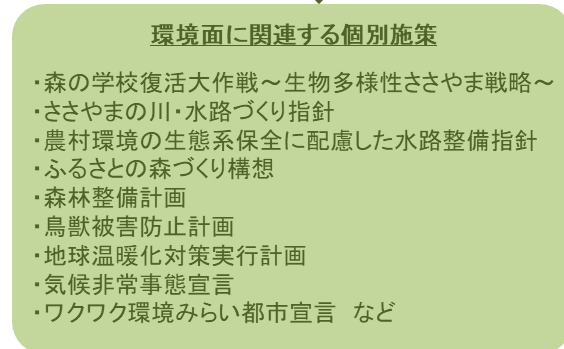 環境面に関連する個別施策
・森の学校復活大作戦～生物多様性ささやま戦略～
・ささやまの川・水路づくり指針
・農村環境の生態系保全に配慮した水路整備指針
・ふるさとの森づくり構想
・森林整備計画
・鳥獣被害防止計画
・地球温暖化対策実行計画
・気候非常事態宣言
・ワクワク環境みらい都市宣言　など